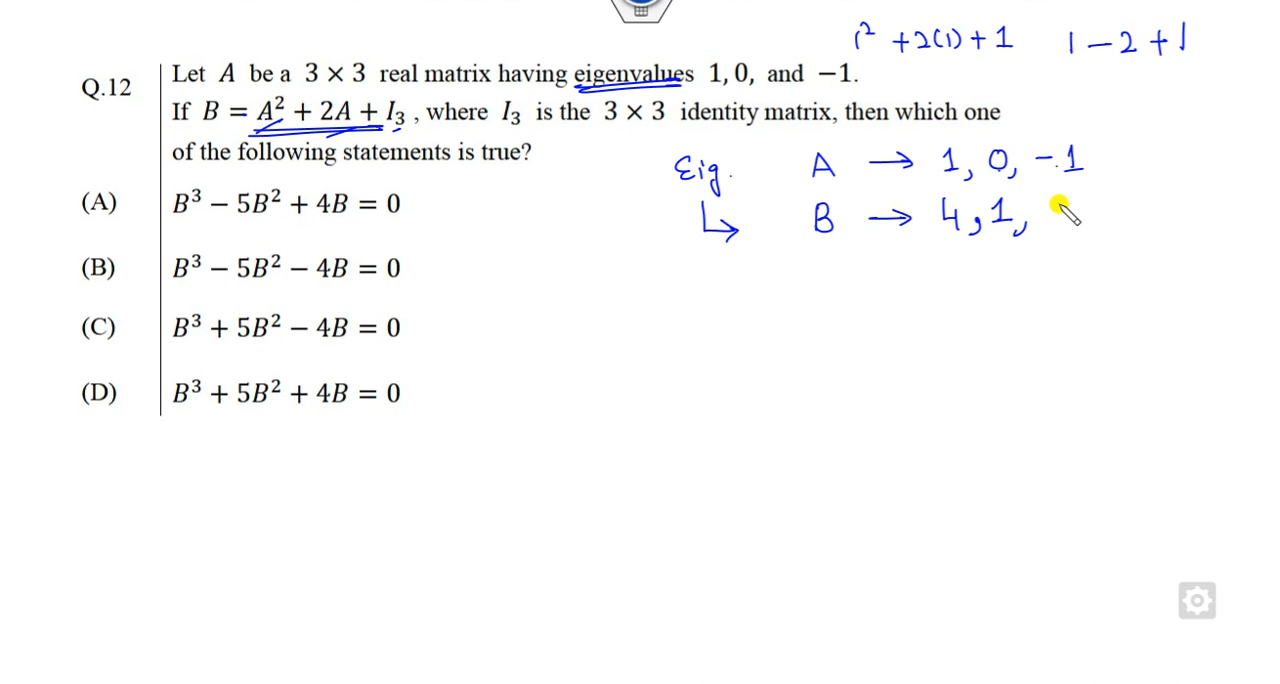 1² + 2(1) + 1 1 - 2 + 1
Q.12 Let A be a 3 × 3 real matrix having eigenvalues 1, 0, and −1.
If B = A² + 2A + I₃ , where I₃ is the 3 × 3 identity matrix, then which one
of the following statements is true?
Eig. A → 1, 0, -1
B → 4, 1,
(A) B³ − 5B² + 4B = 0
(B) B³ − 5B² − 4B = 0
(C) B³ + 5B² − 4B = 0
(D) B³ + 5B² + 4B = 0